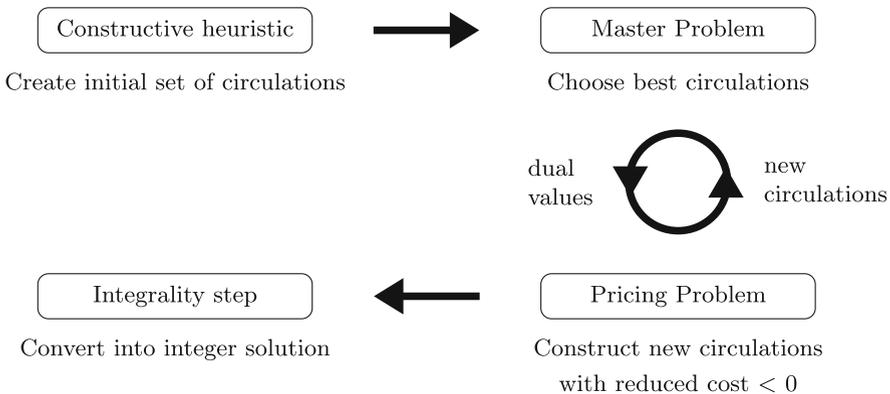 Constructive heuristic
Create initial set of circulations
Master Problem
Choose best circulations
dual
values
new
circulations
Integrality step
Convert into integer solution
Pricing Problem
Construct new circulations
with reduced cost < 0